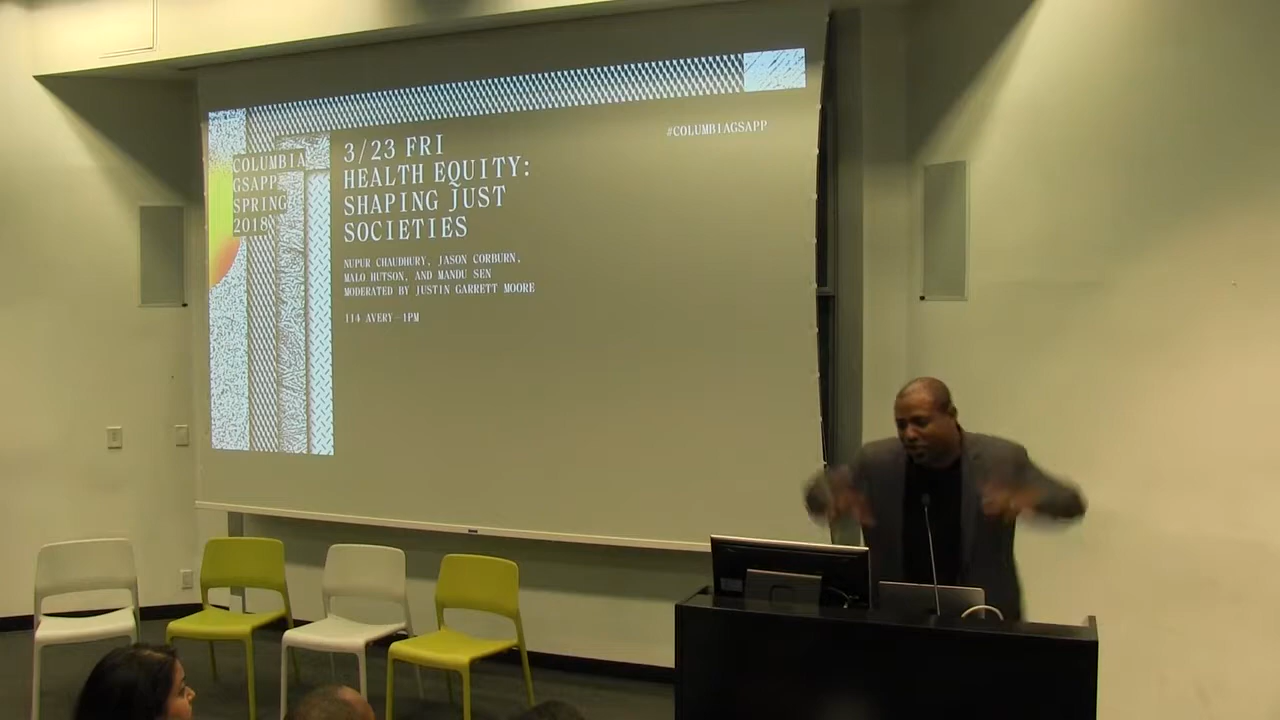 COLUMBIA
GSAPP
SPRING
2018
3/23 FRI
HEALTH EQUITY:
SHAPING JUST
SOCIETIES
NUPUR CHAUDHURY, JASON CORBURN,
MALO HUTSON, AND MANDU SEN
MODERATED BY JUSTIN GARRETT MOORE
114 AVERY—1PM
#COLUMBIAGSAPP